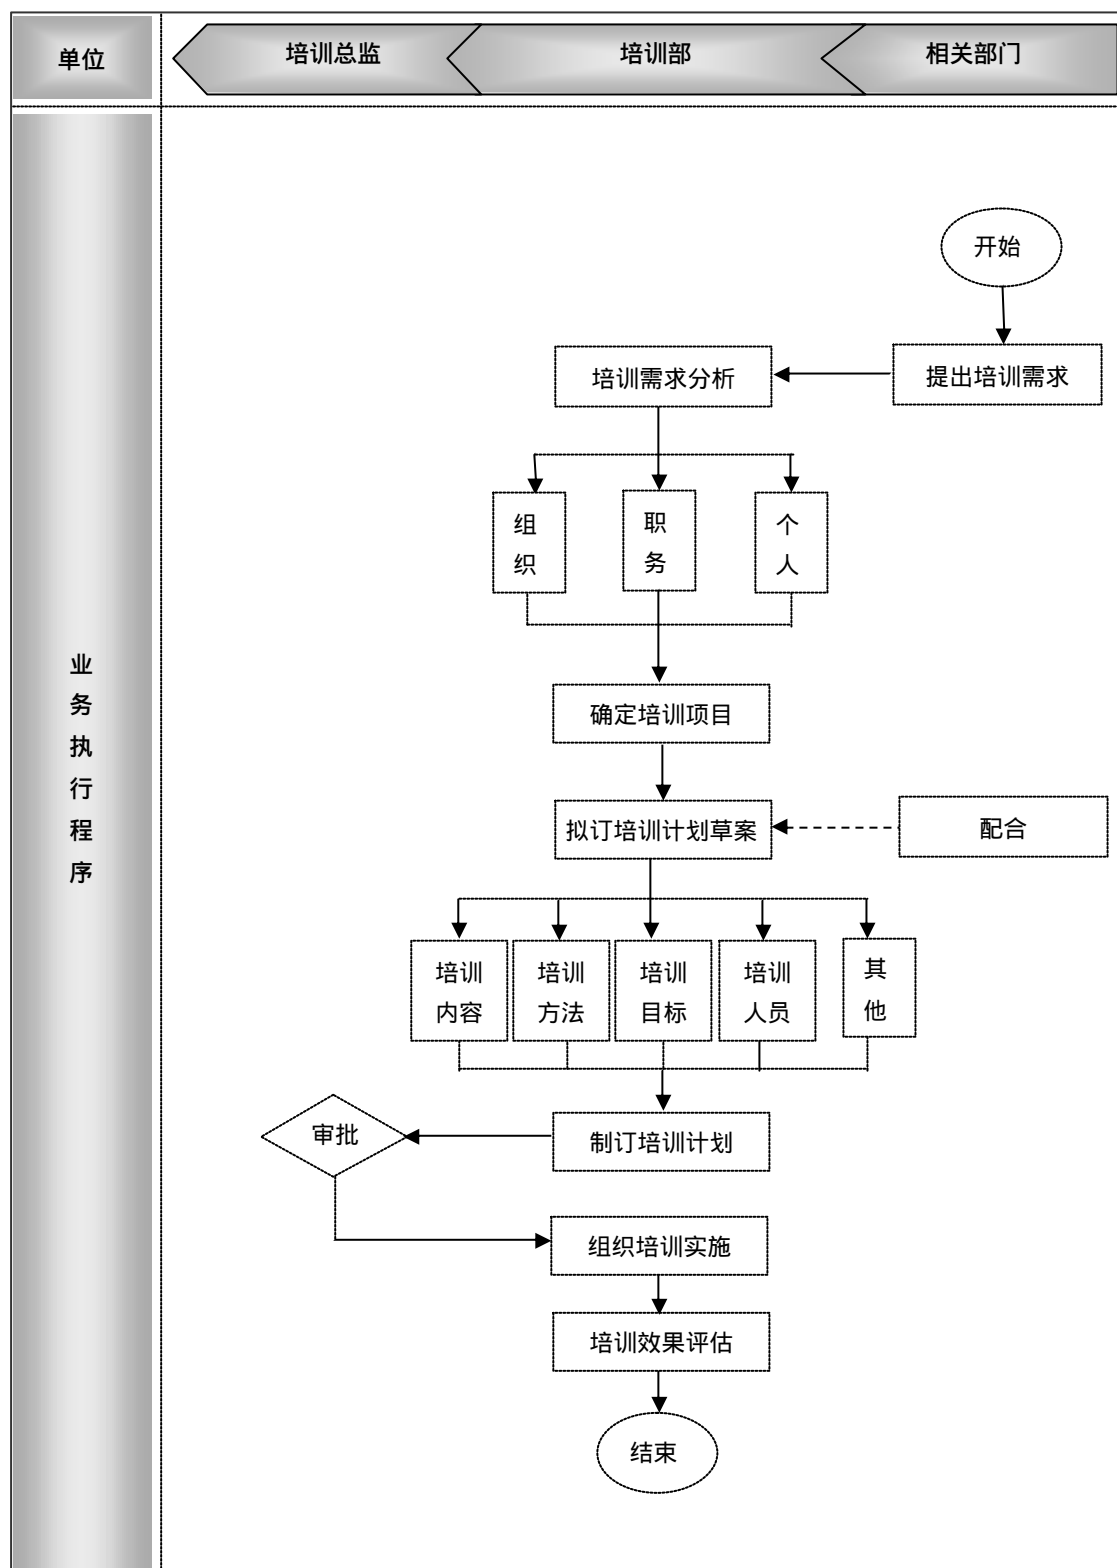 单位
培训总监
培训部
相关部门
开始
培训需求分析
提出培训需求
组
织
职
务
个
人
业
务
执
行
程
序
确定培训项目
拟订培训计划草案
配合
培训
内容
培训
方法
培训
目标
培训
人员
其
他
审批
制订培训计划
组织培训实施
培训效果评估
结束